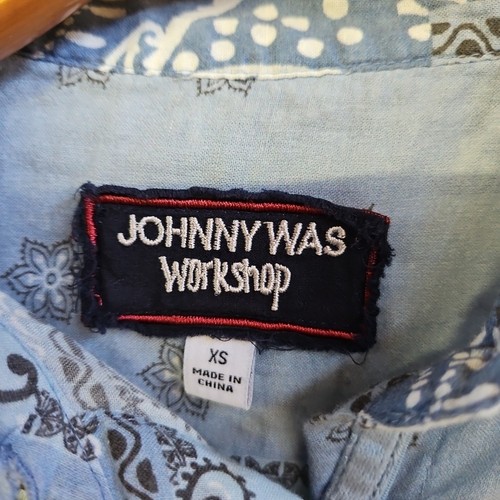 JOHNNY WAS
Workshop
XS
MADE IN
CHINA